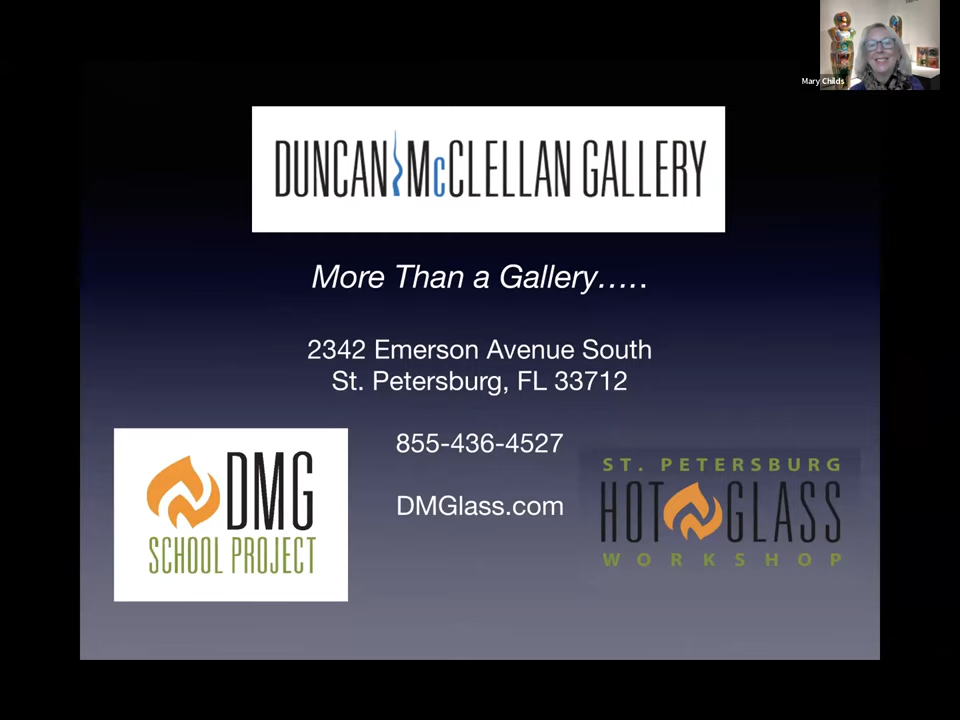 Mary Childs
DUNCAN McCLELLAN GALLERY
More Than a Gallery…..
2342 Emerson Avenue South
St. Petersburg, FL 33712
855-436-4527
DMGlass.com
DMG
SCHOOL PROJECT
ST. PETERSBURG
HOT GLASS
WORKSHOP